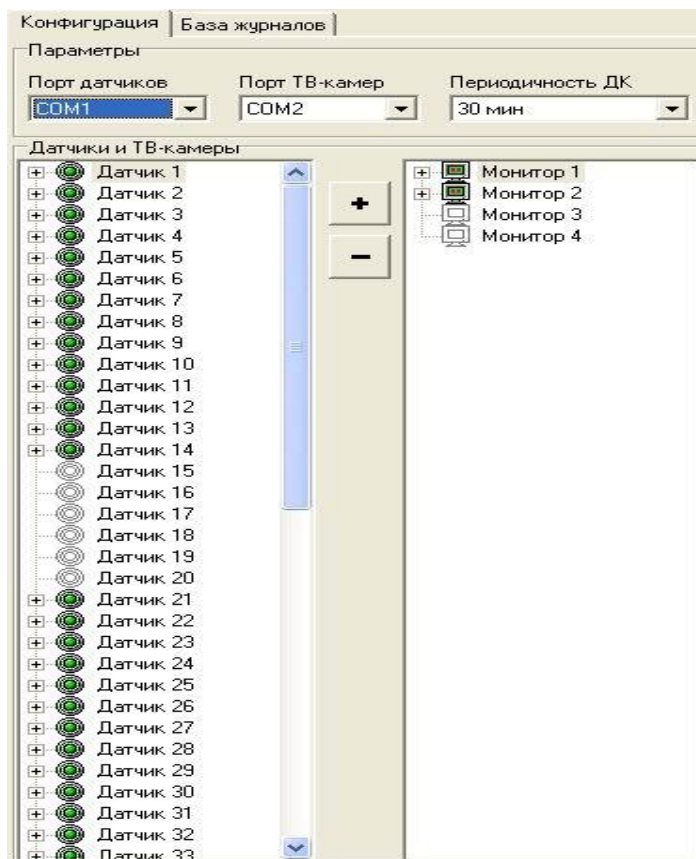 Конфигурация База журналов
Параметры
Порт датчиков Порт ТВ-камер Периодичность ДК
COM1 COM2 30 мин
Датчики и ТВ-камеры
Датчик 1
Датчик 2
Датчик 3
Датчик 4
Датчик 5
Датчик 6
Датчик 7
Датчик 8
Датчик 9
Датчик 10
Датчик 11
Датчик 12
Датчик 13
Датчик 14
Датчик 15
Датчик 16
Датчик 17
Датчик 18
Датчик 19
Датчик 20
Датчик 21
Датчик 22
Датчик 23
Датчик 24
Датчик 25
Датчик 26
Датчик 27
Датчик 28
Датчик 29
Датчик 30
Датчик 31
Датчик 32
Датчик 33
+
−
Монитор 1
Монитор 2
Монитор 3
Монитор 4